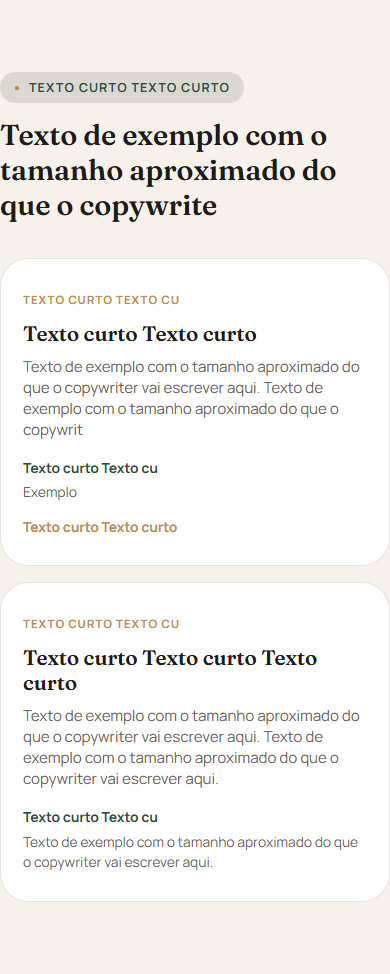 TEXTO CURTO TEXTO CURTO
Texto de exemplo com o
tamanho aproximado do
que o copywrite
TEXTO CURTO TEXTO CU
Texto curto Texto curto
Texto de exemplo com o tamanho aproximado do
que o copywriter vai escrever aqui. Texto de
exemplo com o tamanho aproximado do que o
copywrit
Texto curto Texto cu
Exemplo
Texto curto Texto curto
TEXTO CURTO TEXTO CU
Texto curto Texto curto Texto
curto
Texto de exemplo com o tamanho aproximado do
que o copywriter vai escrever aqui. Texto de
exemplo com o tamanho aproximado do que o
copywriter vai escrever aqui.
Texto curto Texto cu
Texto de exemplo com o tamanho aproximado do que
o copywriter vai escrever aqui.